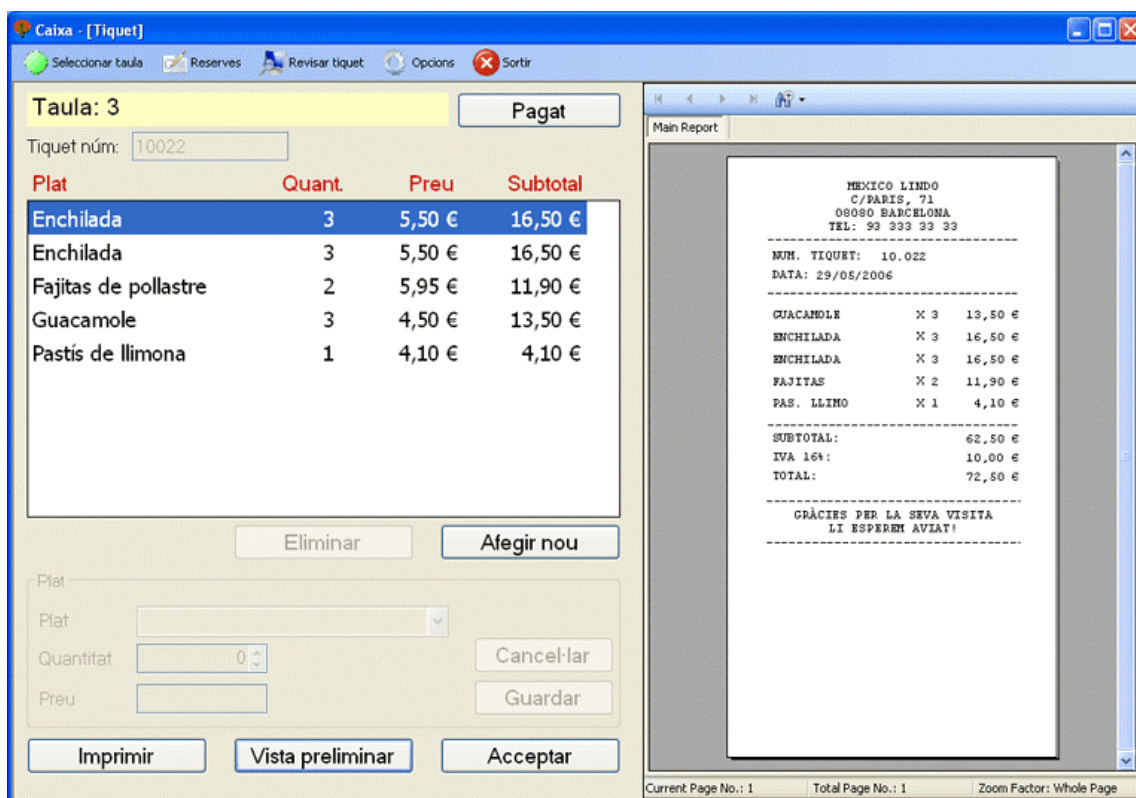 Caixa - [Tiquet]
Seleccionar taula Reserves Revisar tiquet Opcions Sortir
Taula: 3
Pagat
Tiquet núm: 10022
Plat Quant. Preu Subtotal
Enchilada 3 5,50 € 16,50 €
Enchilada 3 5,50 € 16,50 €
Fajitas de pollastre 2 5,95 € 11,90 €
Guacamole 3 4,50 € 13,50 €
Pastís de llimona 1 4,10 € 4,10 €
Eliminar Afegir nou
Plat
Plat
Quantitat 0 Cancel·lar
Preu Guardar
Imprimir Vista preliminar Acceptar
Main Report
MEXICO LINDO
C/PARIS, 71
08080 BARCELONA
TEL: 93 333 33 33
NUM. TIQUET: 10.022
DATA: 29/05/2006
GUACAMOLE X 3 13,50 €
ENCHILADA X 3 16,50 €
ENCHILADA X 3 16,50 €
FAJITAS X 2 11,90 €
PAS. LLIMO X 1 4,10 €
SUBTOTAL: 62,50 €
IVA 16%: 10,00 €
TOTAL: 72,50 €
GRÀCIES PER LA SEVA VISITA
LI ESPEREM AVIAT!
Current Page No.: 1 Total Page No.: 1 Zoom Factor: Whole Page